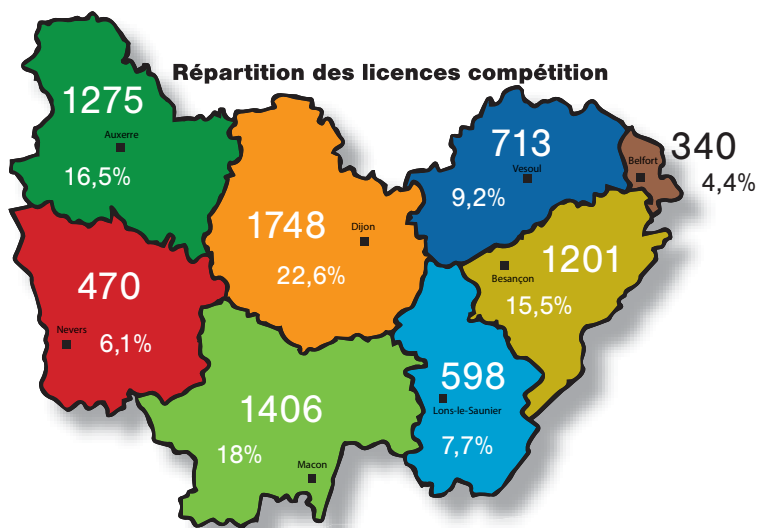 Répartition des licences compétition
1275
Auxerre
16,5%
1748
Dijon
22,6%
713
Vesoul
9,2%
Belfort
340
4,4%
470
Nevers
6,1%
1201
Besançon
15,5%
598
Lons-le-Saunier
7,7%
1406
18%
Macon